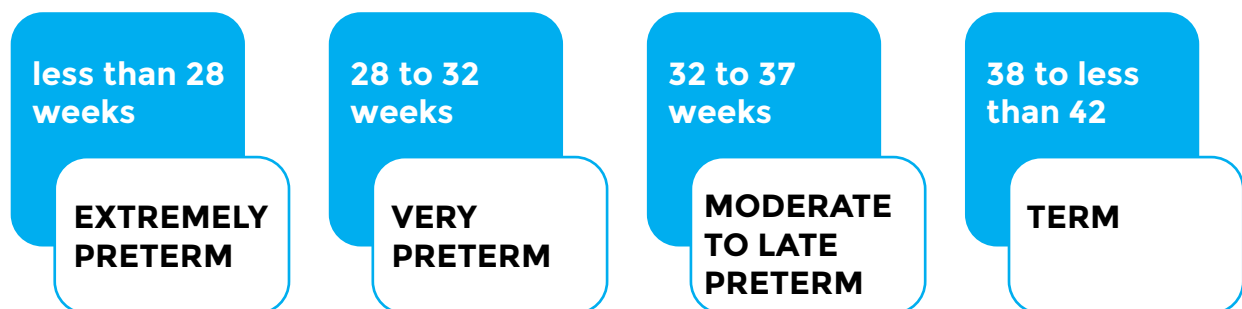 less than 28
weeks
EXTREMELY
PRETERM
28 to 32
weeks
VERY
PRETERM
32 to 37
weeks
MODERATE
TO LATE
PRETERM
38 to less
than 42
TERM